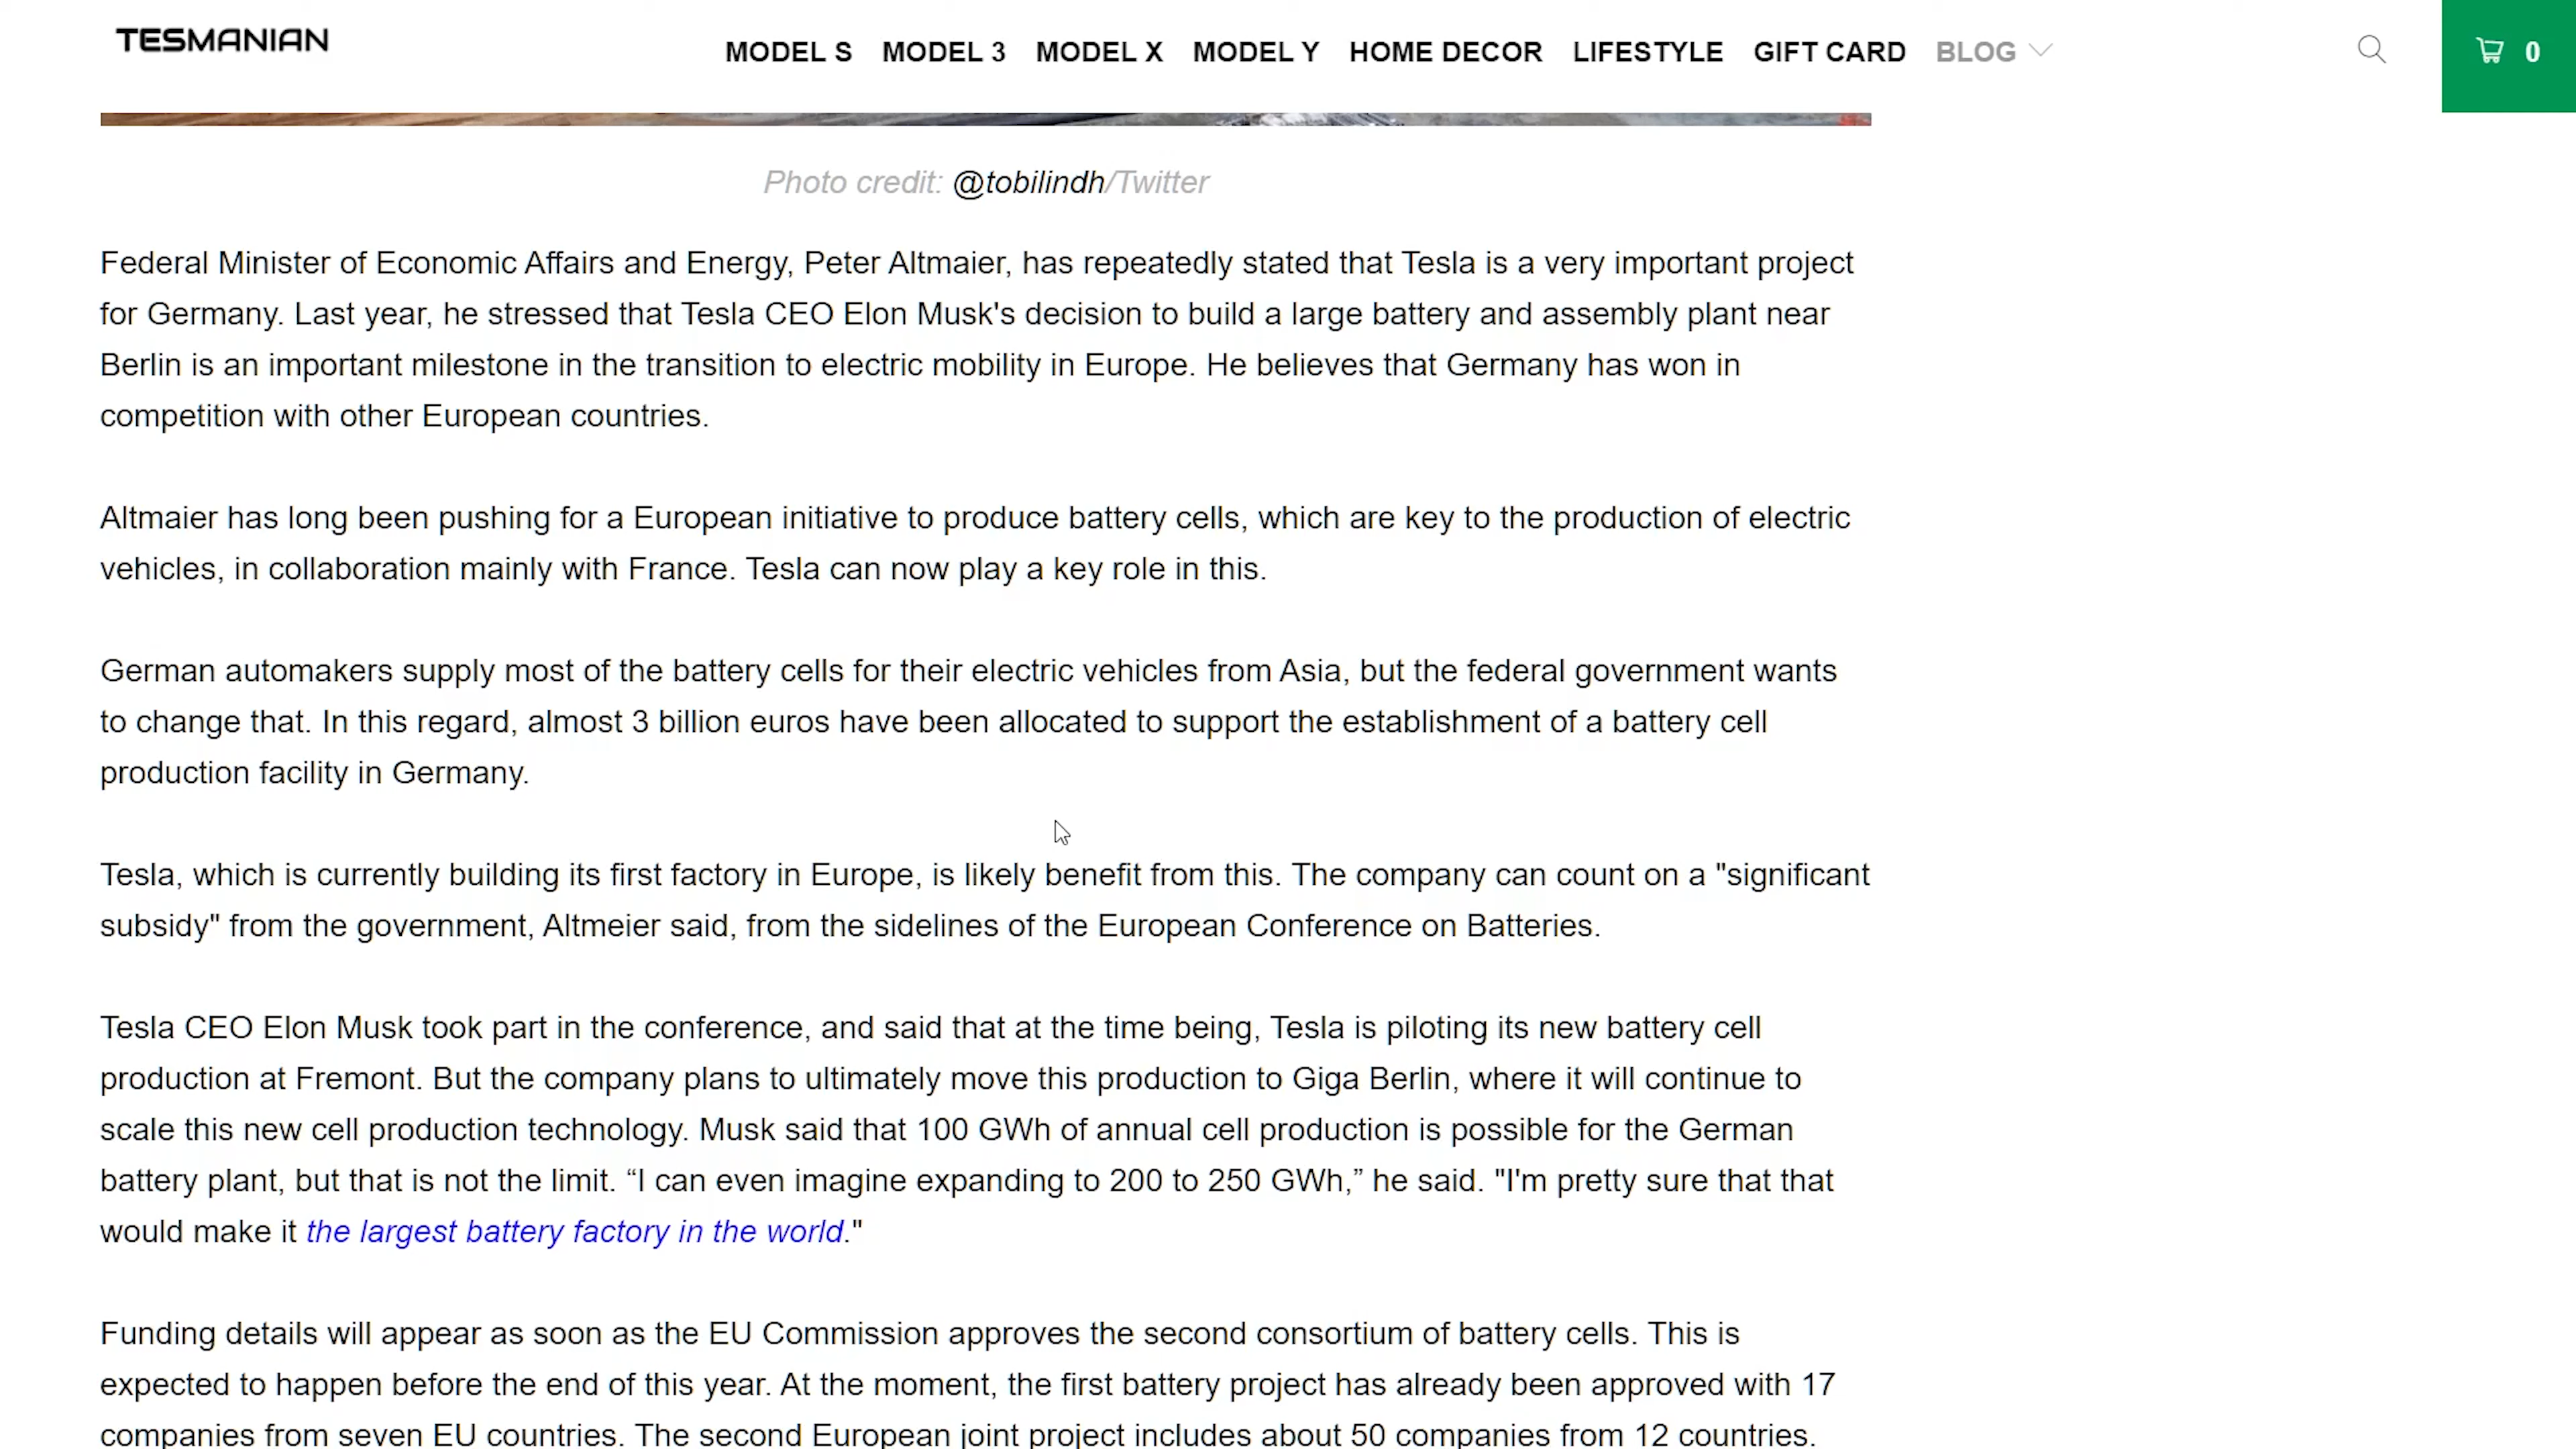 TESMANIAN
MODEL S MODEL 3 MODEL X MODEL Y HOME DECOR LIFESTYLE GIFT CARD BLOG 0
Photo credit: @tobilindh/Twitter
Federal Minister of Economic Affairs and Energy, Peter Altmaier, has repeatedly stated that Tesla is a very important project
for Germany. Last year, he stressed that Tesla CEO Elon Musk's decision to build a large battery and assembly plant near
Berlin is an important milestone in the transition to electric mobility in Europe. He believes that Germany has won in
competition with other European countries.
Altmaier has long been pushing for a European initiative to produce battery cells, which are key to the production of electric
vehicles, in collaboration mainly with France. Tesla can now play a key role in this.
German automakers supply most of the battery cells for their electric vehicles from Asia, but the federal government wants
to change that. In this regard, almost 3 billion euros have been allocated to support the establishment of a battery cell
production facility in Germany.
Tesla, which is currently building its first factory in Europe, is likely benefit from this. The company can count on a "significant
subsidy" from the government, Altmeier said, from the sidelines of the European Conference on Batteries.
Tesla CEO Elon Musk took part in the conference, and said that at the time being, Tesla is piloting its new battery cell
production at Fremont. But the company plans to ultimately move this production to Giga Berlin, where it will continue to
scale this new cell production technology. Musk said that 100 GWh of annual cell production is possible for the German
battery plant, but that is not the limit. “I can even imagine expanding to 200 to 250 GWh,” he said. "I'm pretty sure that that
would make it the largest battery factory in the world."
Funding details will appear as soon as the EU Commission approves the second consortium of battery cells. This is
expected to happen before the end of this year. At the moment, the first battery project has already been approved with 17
companies from seven EU countries. The second European joint project includes about 50 companies from 12 countries.